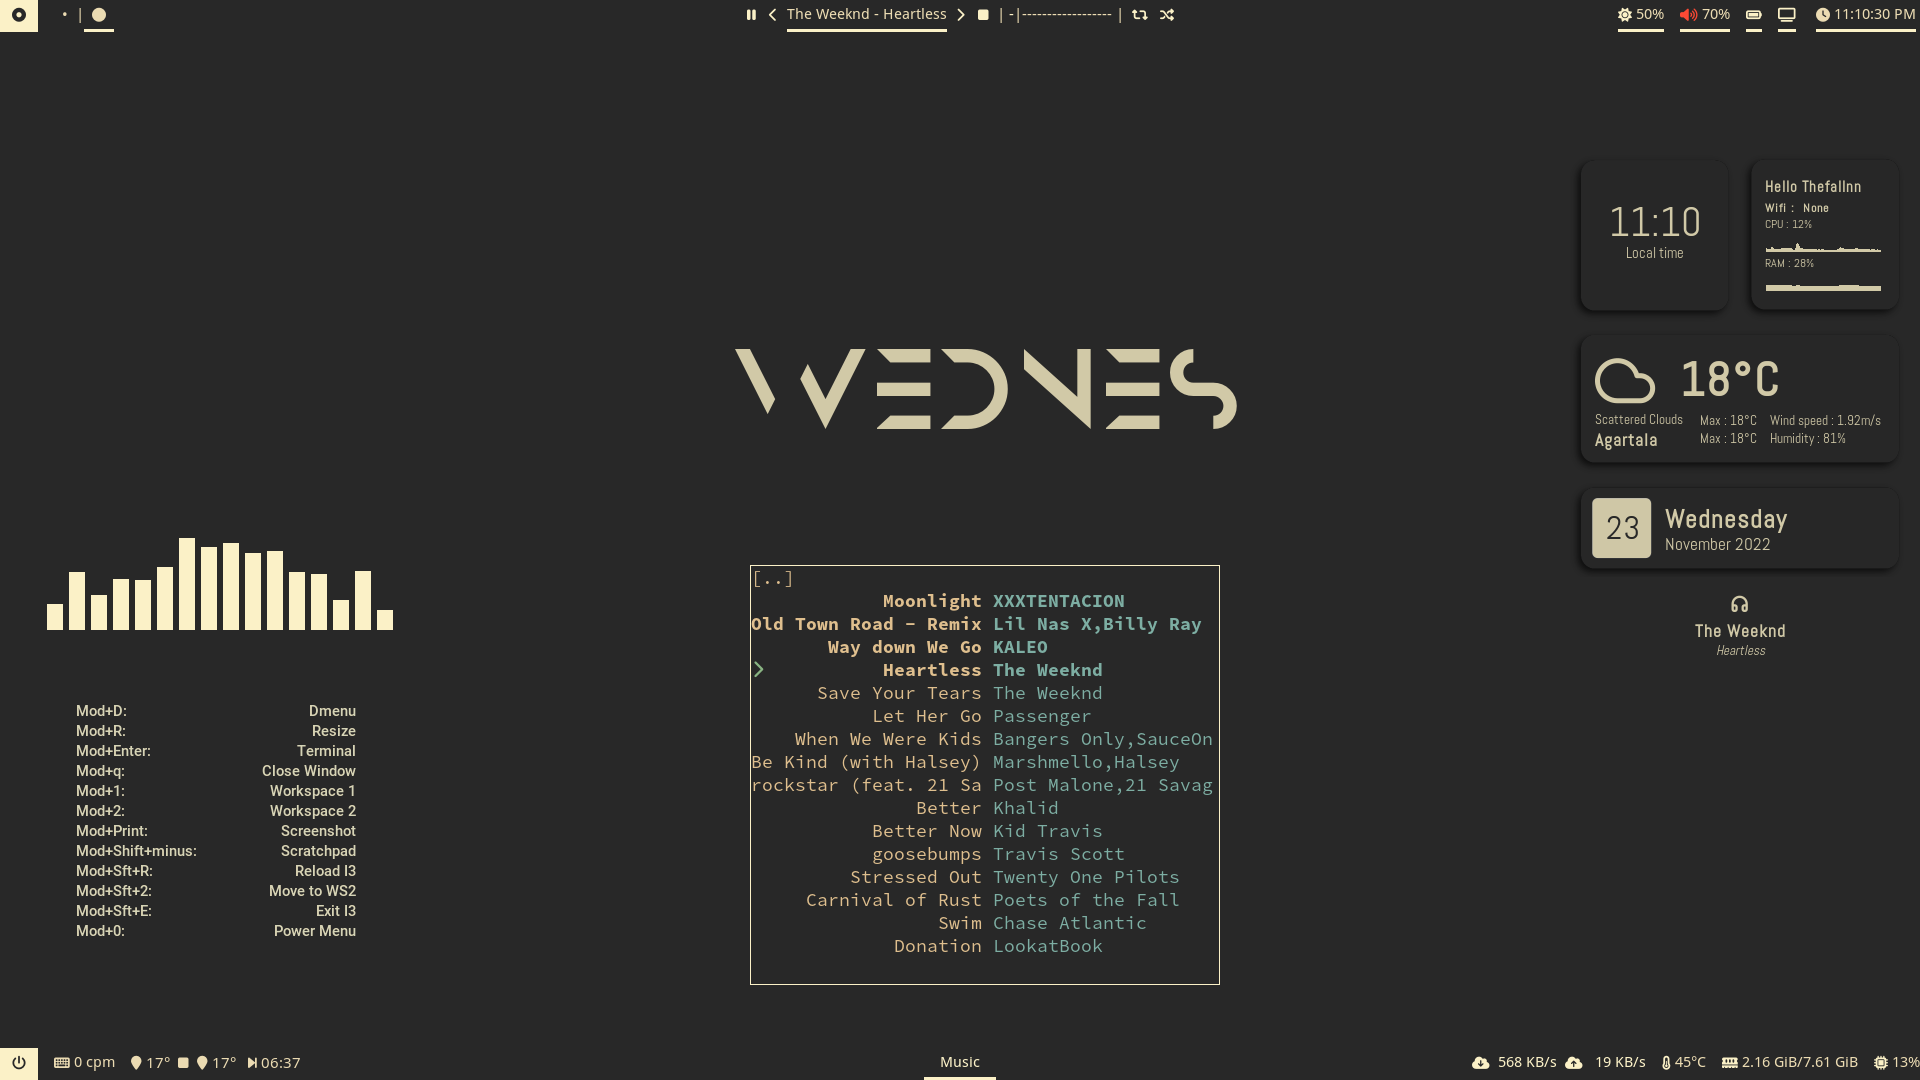 • |
The Weeknd - Heartless | -|------------------ |
50% 70% 11:10:30 PM
11:10
Local time
Hello Thefallnn
Wifi : None
CPU : 12%
RAM : 28%
WEDNES
18°C
Scattered Clouds Max : 18°C Wind speed : 1.92m/s
Agartala Max : 18°C Humidity : 81%
23
Wednesday
November 2022
The Weeknd
Heartless
[..]
Moonlight XXXTENTACION
Old Town Road - Remix Lil Nas X,Billy Ray
Way down We Go KALEO
Heartless The Weeknd
Save Your Tears The Weeknd
Let Her Go Passenger
When We Were Kids Bangers Only,SauceOn
Be Kind (with Halsey) Marshmello,Halsey
rockstar (feat. 21 Sa Post Malone,21 Savag
Better Khalid
Better Now Kid Travis
goosebumps Travis Scott
Stressed Out Twenty One Pilots
Carnival of Rust Poets of the Fall
Swim Chase Atlantic
Donation LookatBook
Mod+D: Dmenu
Mod+R: Resize
Mod+Enter: Terminal
Mod+q: Close Window
Mod+1: Workspace 1
Mod+2: Workspace 2
Mod+Print: Screenshot
Mod+Shift+minus: Scratchpad
Mod+Sft+R: Reload I3
Mod+Sft+2: Move to WS2
Mod+Sft+E: Exit I3
Mod+0: Power Menu
0 cpm 17° 17° 06:37
Music
568 KB/s 19 KB/s 45°C 2.16 GiB/7.61 GiB 13%